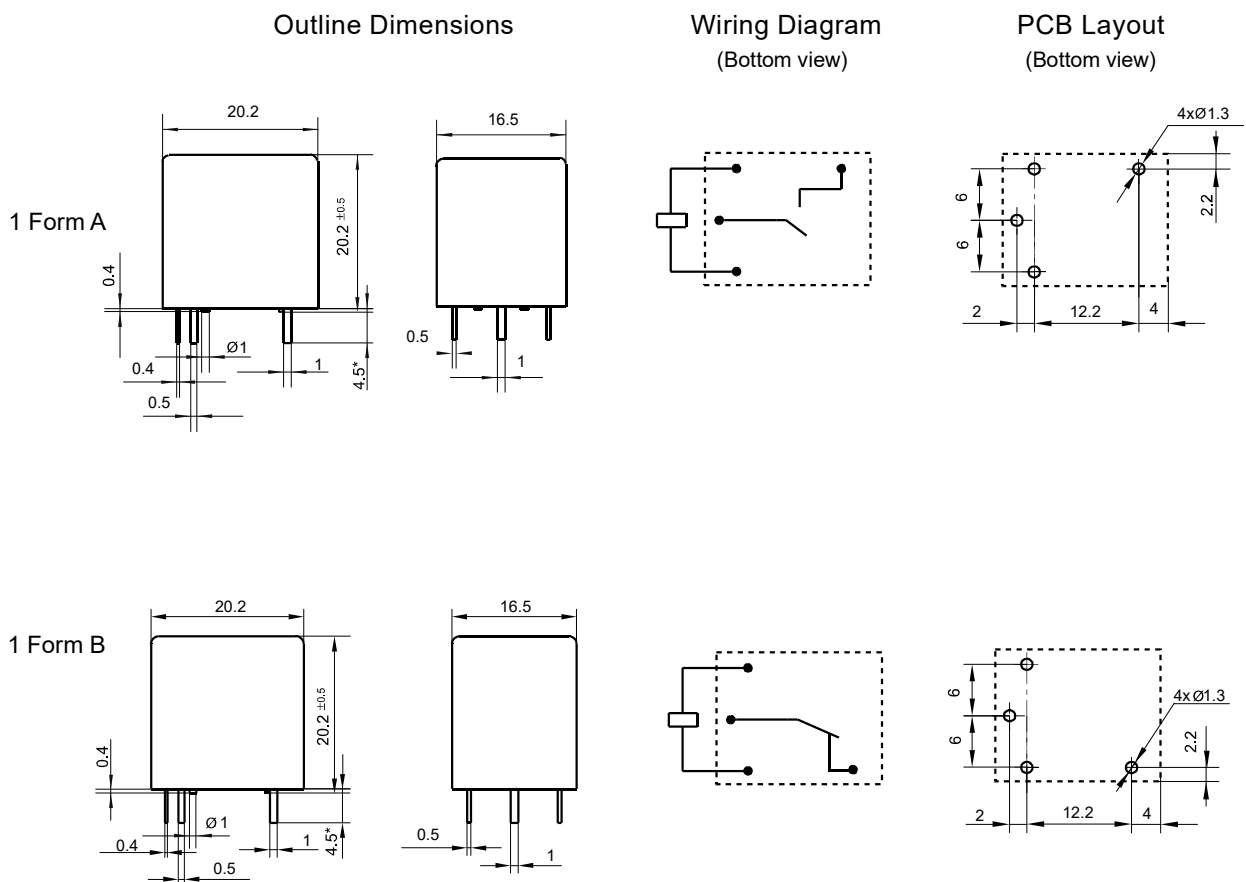 Outline Dimensions
Wiring Diagram
(Bottom view)
PCB Layout
(Bottom view)
1 Form A
20.2
20.2 ±0.5
0.4
Ø1
0.4
0.5
1
4.5*
16.5
0.5
1
4xØ1.3
6
6
2.2
2
12.2
4
1 Form B
20.2
20.2 ±0.5
0.4
Ø1
0.4
0.5
1
4.5*
16.5
0.5
1
4xØ1.3
6
6
2.2
2
12.2
4